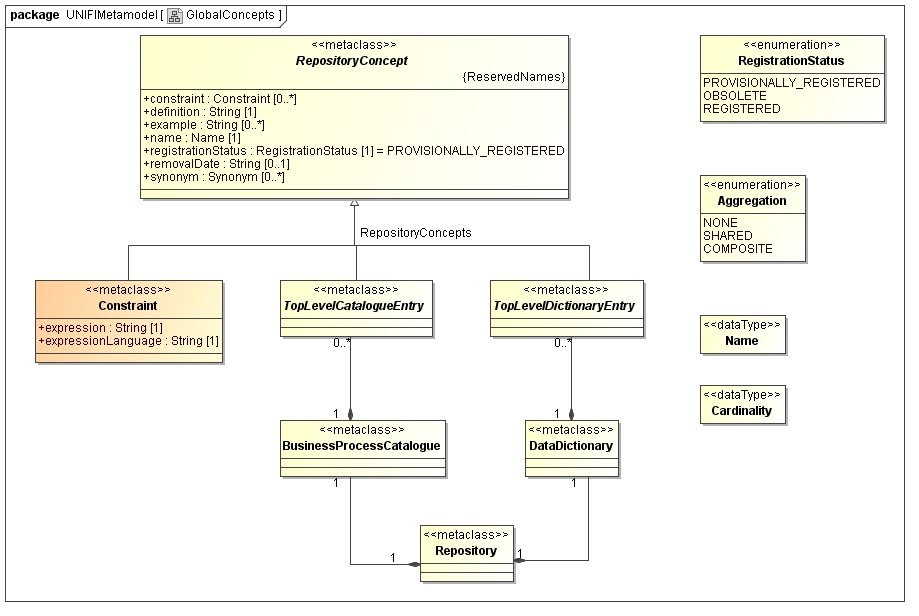 package UNIFIMetamodel [ GlobalConcepts ]
<<metaclass>>
RepositoryConcept
{ReservedNames}
+constraint : Constraint [0..*]
+definition : String [1]
+example : String [0..*]
+name : Name [1]
+registrationStatus : RegistrationStatus [1] = PROVISIONALLY_REGISTERED
+removalDate : String [0..1]
+synonym : Synonym [0..*]
<<enumeration>>
RegistrationStatus
PROVISIONALLY_REGISTERED
OBSOLETE
REGISTERED
<<enumeration>>
Aggregation
NONE
SHARED
COMPOSITE
RepositoryConcepts
<<metaclass>>
Constraint
+expression : String [1]
+expressionLanguage : String [1]
<<metaclass>>
TopLevelCatalogueEntry
0..*
<<metaclass>>
TopLevelDictionaryEntry
0..*
<<dataType>>
Name
<<dataType>>
Cardinality
1
<<metaclass>>
BusinessProcessCatalogue
1
1
<<metaclass>>
DataDictionary
1
<<metaclass>>
Repository
1
1